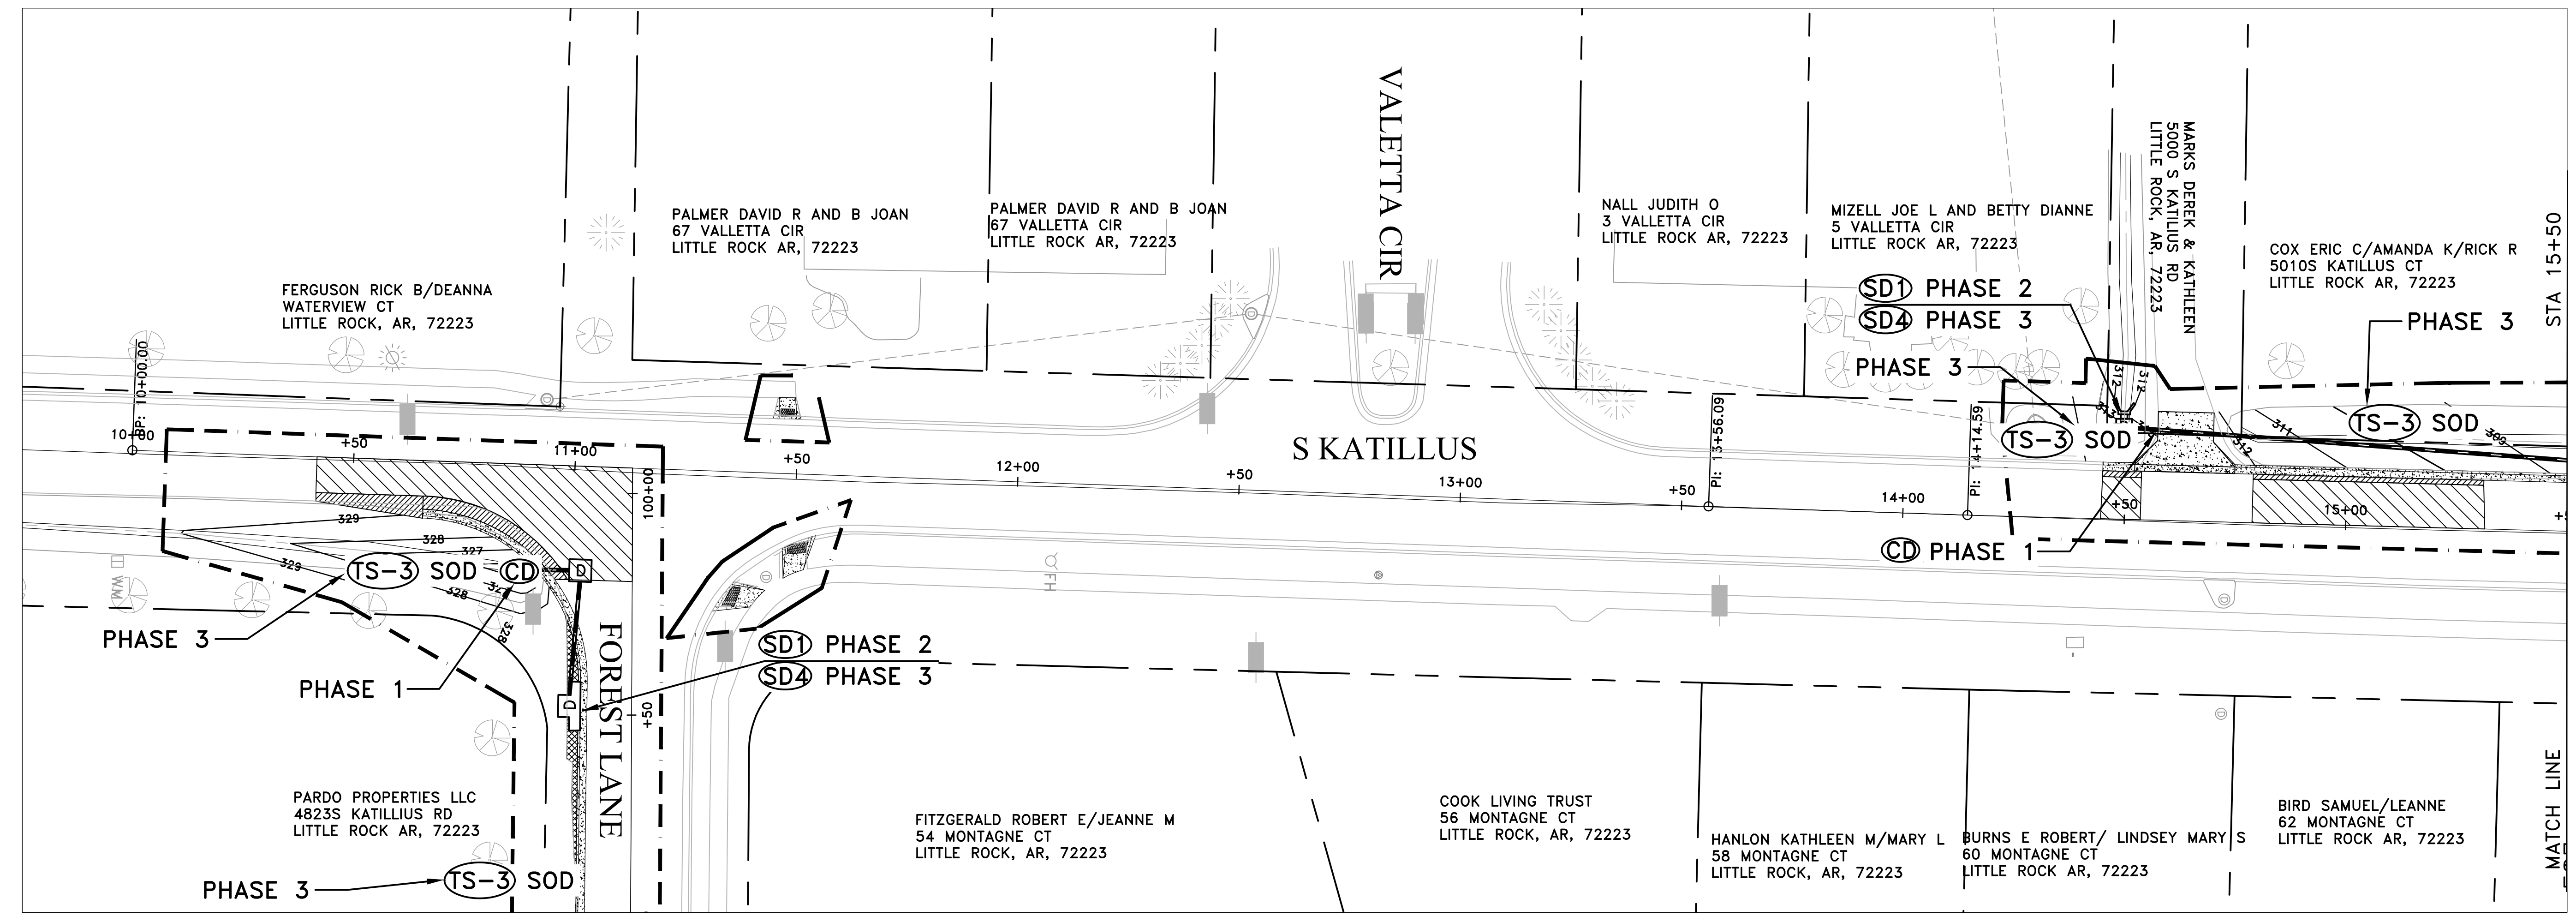 VALETTA CIR
MARKS DEREK & KATHLEEN
5000 S KATILIUS RD
LITTLE ROCK, AR, 72223
PALMER DAVID R AND B JOAN
67 VALLETTA CIR
LITTLE ROCK AR, 72223
PALMER DAVID R AND B JOAN
67 VALLETTA CIR
LITTLE ROCK AR, 72223
NALL JUDITH O
3 VALLETTA CIR
LITTLE ROCK AR, 72223
MIZELL JOE L AND BETTY DIANNE
5 VALLETTA CIR
LITTLE ROCK AR, 72223
COX ERIC C/AMANDA K/RICK R
5010S KATILLUS CT
LITTLE ROCK AR, 72223
STA 15+50
FERGUSON RICK B/DEANNA
WATERVIEW CT
LITTLE ROCK, AR, 72223
SD1 PHASE 2
SD4 PHASE 3
PHASE 3
PHASE 3
BP: 10+00.00
312
312
PI: 13+56.09
PI: 14+14.59
TS-3 SOD
TS-3 SOD
311
312
309
10+00
+50
11+00
+50
12+00
+50
13+00
+50
14+00
+50
15+00
S KATILLUS
100+00
329
328
327
329
328
328
TS-3 SOD
CD
D
D
WM
FH
D
D
D
D
D
CD PHASE 1
PHASE 3
PHASE 1
FOREST LANE
+50
SD1 PHASE 2
SD4 PHASE 3
PARDO PROPERTIES LLC
4823S KATILLIUS RD
LITTLE ROCK AR, 72223
FITZGERALD ROBERT E/JEANNE M
54 MONTAGNE CT
LITTLE ROCK, AR, 72223
COOK LIVING TRUST
56 MONTAGNE CT
LITTLE ROCK, AR, 72223
HANLON KATHLEEN M/MARY L
58 MONTAGNE CT
LITTLE ROCK, AR, 72223
BURNS E ROBERT/ LINDSEY MARY S
60 MONTAGNE CT
LITTLE ROCK, AR, 72223
BIRD SAMUEL/LEANNE
62 MONTAGNE CT
LITTLE ROCK, AR, 72223
MATCH LINE
PHASE 3
TS-3 SOD